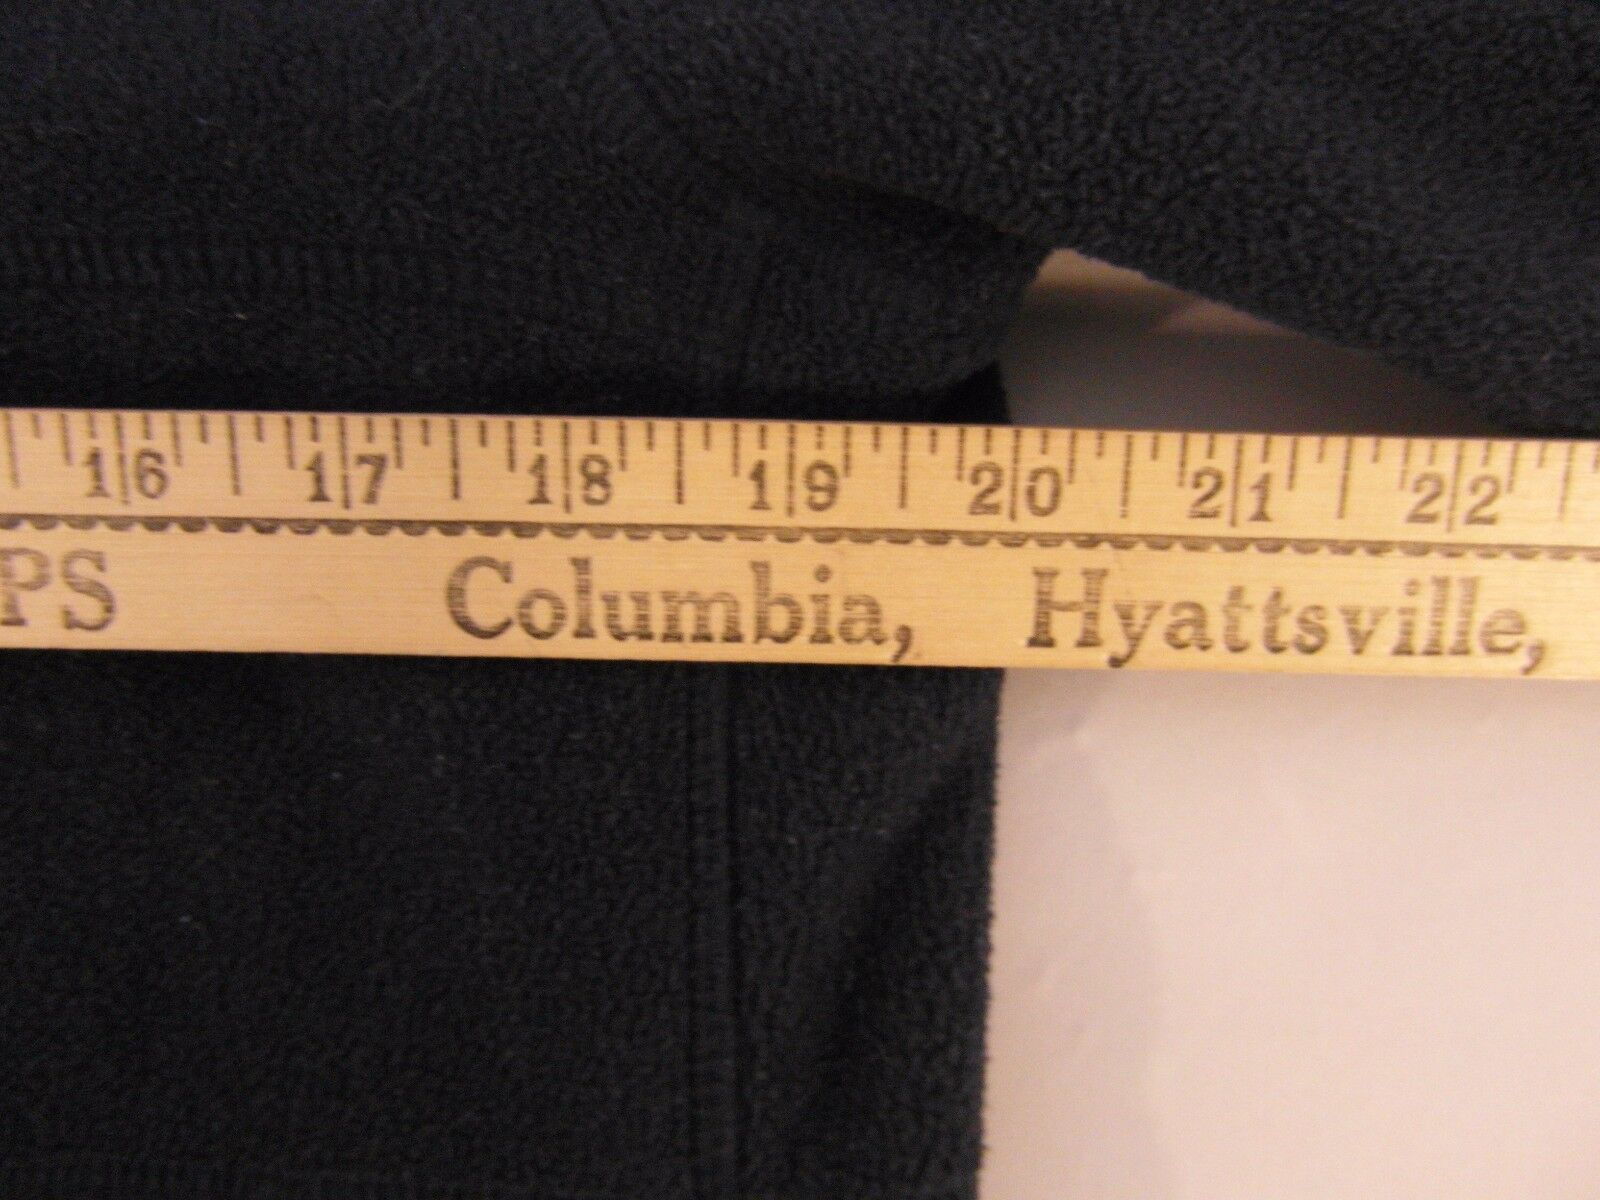 16 17 18 19 20 21 22
PS Columbia, Hyattsville,